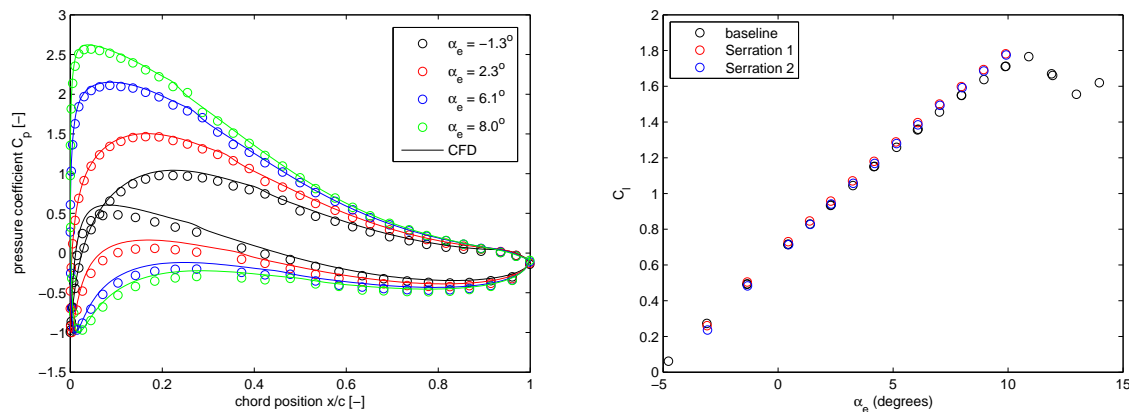 3
2.5
2
1.5
1
0.5
0
−0.5
−1
−1.5
0
0.2
0.4
0.6
0.8
1
chord position x/c [−]
pressure coefficient C_p [−]
α_e = −1.3°
α_e = 2.3°
α_e = 6.1°
α_e = 8.0°
CFD
2
1.8
1.6
1.4
1.2
1
0.8
0.6
0.4
0.2
0
−5
0
5
10
15
α_e (degrees)
C_l
baseline
Serration 1
Serration 2